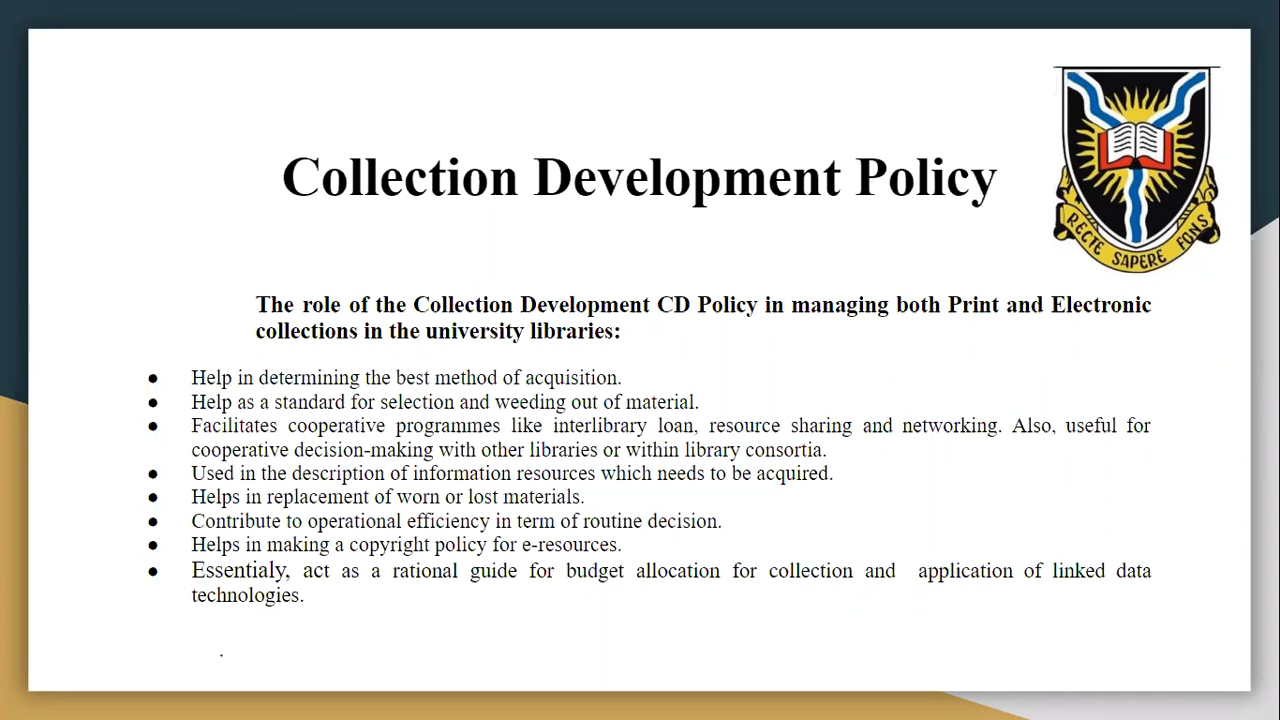 Collection Development Policy
RECTE SAPERE FONS
The role of the Collection Development CD Policy in managing both Print and Electronic
collections in the university libraries:
● Help in determining the best method of acquisition.
● Help as a standard for selection and weeding out of material.
● Facilitates cooperative programmes like interlibrary loan, resource sharing and networking. Also, useful for
cooperative decision-making with other libraries or within library consortia.
● Used in the description of information resources which needs to be acquired.
● Helps in replacement of worn or lost materials.
● Contribute to operational efficiency in term of routine decision.
● Helps in making a copyright policy for e-resources.
● Essentialy, act as a rational guide for budget allocation for collection and application of linked data
technologies.
.